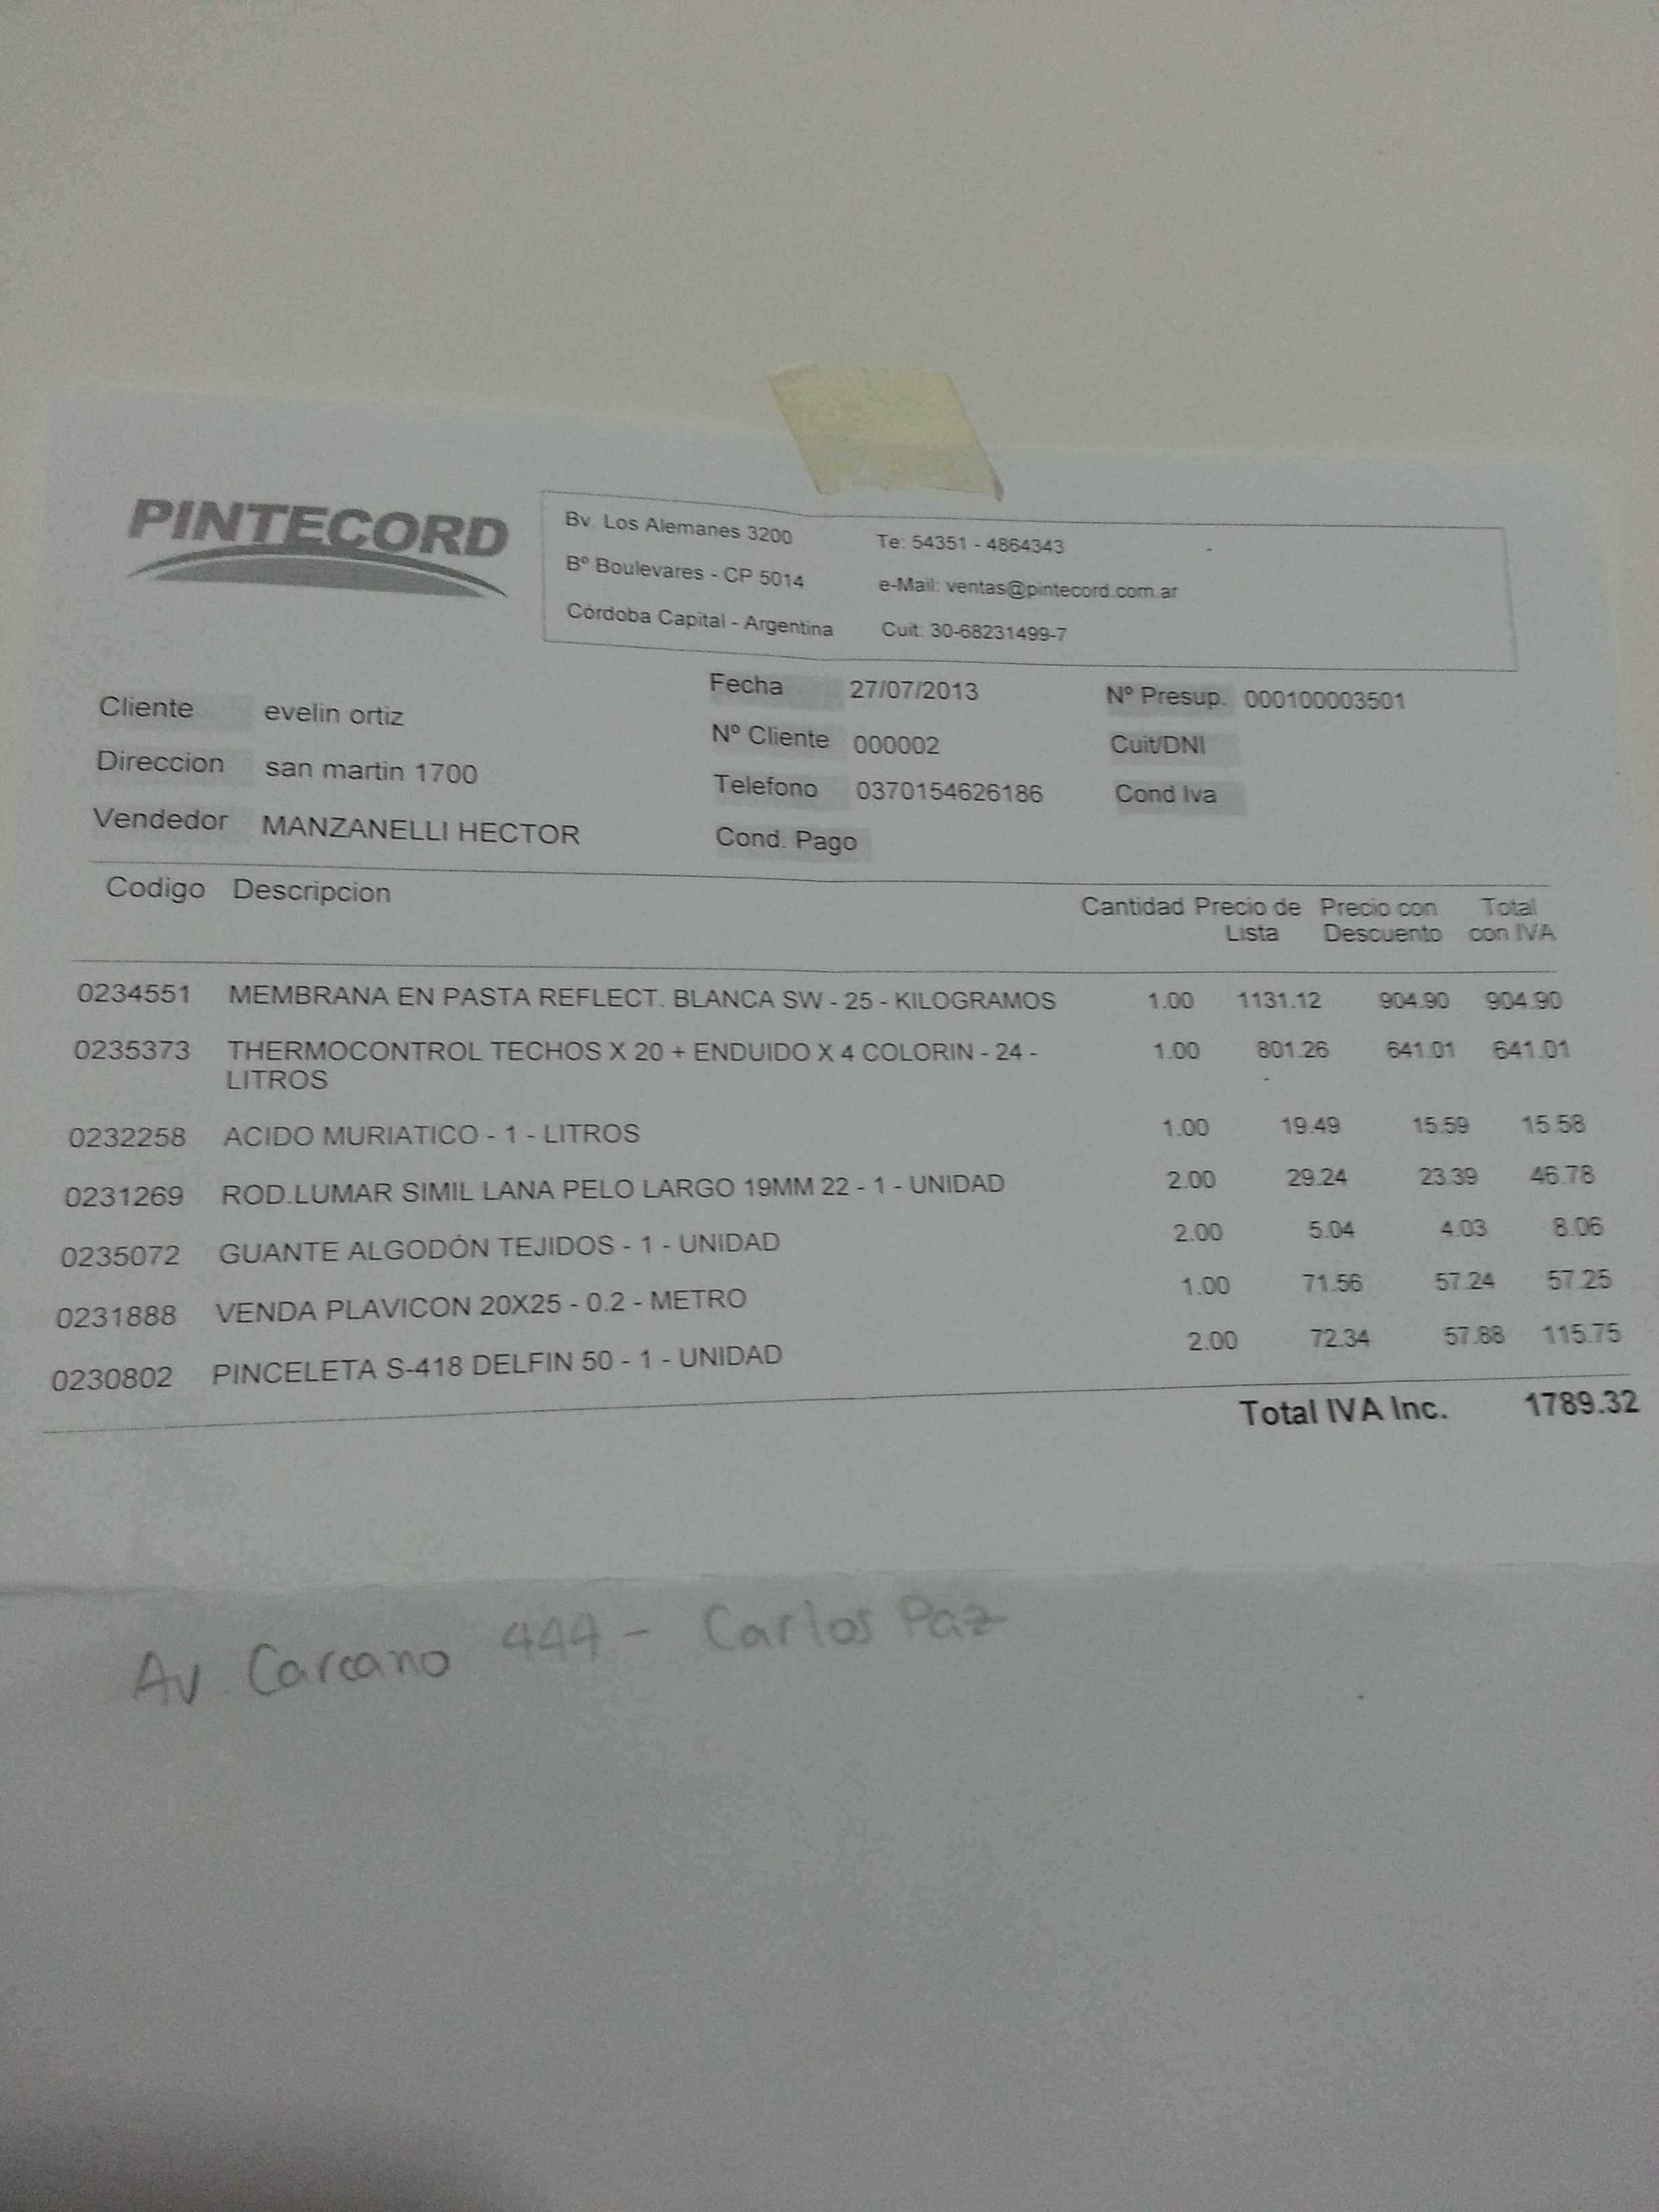 PINTECORD
Bv. Los Alemanes 3200 Te: 54351 - 4864343
Bº Boulevares - CP 5014 e-Mail: ventas@pintecord.com.ar
Córdoba Capital - Argentina Cuit: 30-68231499-7
Cliente evelin ortiz Fecha 27/07/2013 Nº Presup. 000100003501
Direccion san martin 1700 Nº Cliente 000002 Cuit/DNI
Vendedor MANZANELLI HECTOR Telefono 0370154626186 Cond Iva
Cond. Pago
Codigo Descripcion Cantidad Precio de Lista Precio con Descuento Total con IVA
0234551 MEMBRANA EN PASTA REFLECT. BLANCA SW - 25 - KILOGRAMOS 1.00 1131.12 904.90 904.90
0235373 THERMOCONTROL TECHOS X 20 + ENDUIDO X 4 COLORIN - 24 - 1.00 801.26 641.01 641.01
LITROS
0232258 ACIDO MURIATICO - 1 - LITROS 1.00 19.49 15.59 15.58
0231269 ROD.LUMAR SIMIL LANA PELO LARGO 19MM 22 - 1 - UNIDAD 2.00 29.24 23.39 46.78
0235072 GUANTE ALGODÓN TEJIDOS - 1 - UNIDAD 2.00 5.04 4.03 8.06
0231888 VENDA PLAVICON 20X25 - 0.2 - METRO 1.00 71.56 57.24 57.25
0230802 PINCELETA S-418 DELFIN 50 - 1 - UNIDAD 2.00 72.34 57.88 115.75
Total IVA Inc. 1789.32
Av. Carcano 444 - Carlos Paz